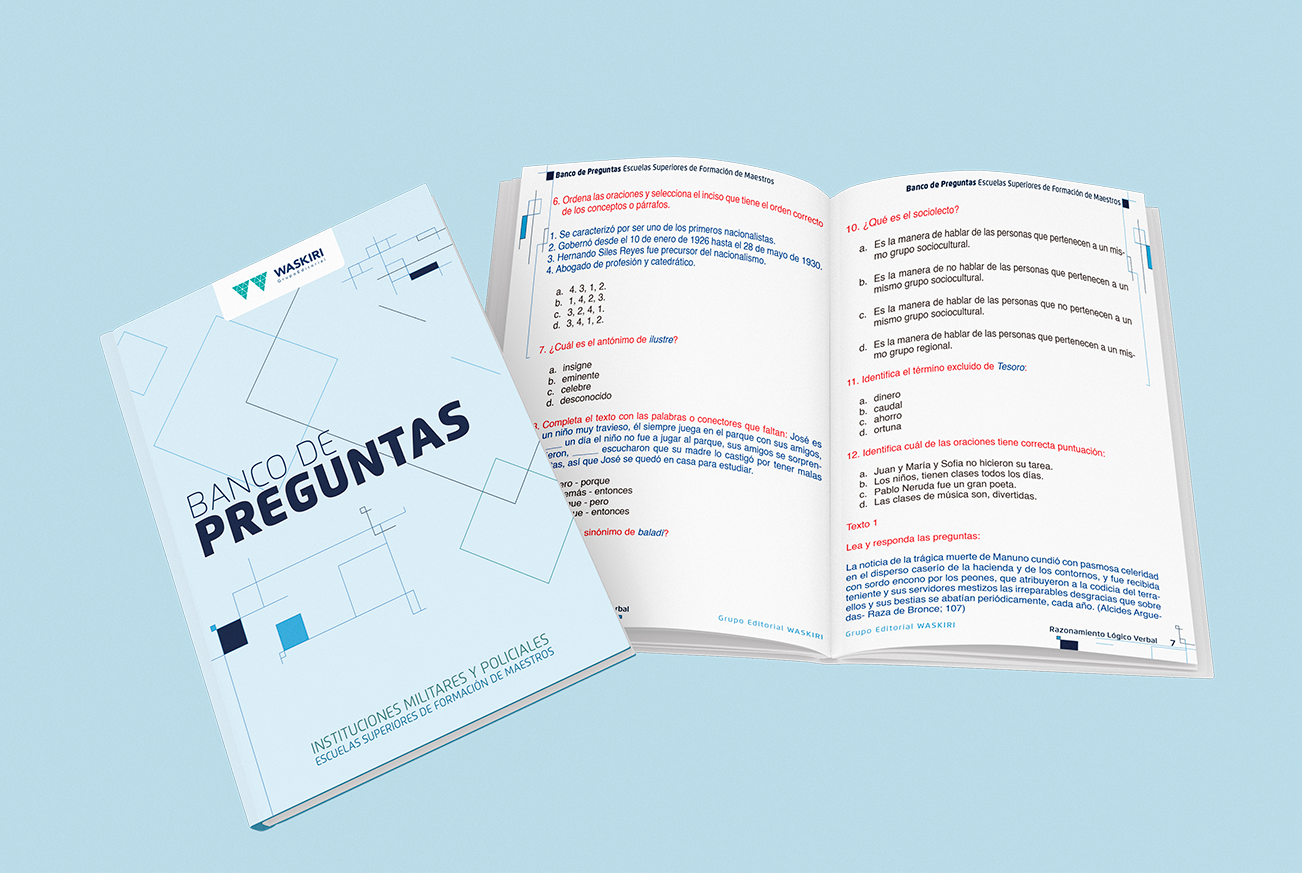 WASKIRI
Grupo Editorial
BANCO DE
PREGUNTAS
INSTITUCIONES MILITARES Y POLICIALES
ESCUELAS SUPERIORES DE FORMACIÓN DE MAESTROS
Banco de Preguntas Escuelas Superiores de Formación de Maestros
6. Ordena las oraciones y selecciona el inciso que tiene el orden correcto
de los conceptos o párrafos.
1. Se caracterizó por ser uno de los primeros nacionalistas.
2. Gobernó desde el 10 de enero de 1926 hasta el 28 de mayo de 1930.
3. Hernando Siles Reyes fue precursor del nacionalismo.
4. Abogado de profesión y catedrático.
a. 4, 3, 1, 2.
b. 1, 4, 2, 3.
c. 3, 2, 4, 1.
d. 3, 4, 1, 2.
7. ¿Cuál es el antónimo de ilustre?
a. insigne
b. eminente
c. celebre
d. desconocido
. Completa el texto con las palabras o conectores que faltan: José es
un niño muy travieso, él siempre juega en el parque con sus amigos,
____ un día el niño no fue a jugar al parque, sus amigos se sorpren-
ieron, ______ escucharon que su madre lo castigó por tener malas
tas, así que José se quedó en casa para estudiar.
ero - porque
emás - entonces
que - pero
ue - entonces
sinónimo de baladí?
rbal
Grupo Editorial WASKIRI
Banco de Preguntas Escuelas Superiores de Formación de Maestros
10. ¿Qué es el sociolecto?
a. Es la manera de hablar de las personas que pertenecen a un mis-
mo grupo sociocultural.
b. Es la manera de no hablar de las personas que pertenecen a un
mismo grupo sociocultural.
c. Es la manera de hablar de las personas que no pertenecen a un
mismo grupo sociocultural.
d. Es la manera de hablar de las personas que pertenecen a un mis-
mo grupo regional.
11. Identifica el término excluido de Tesoro:
a. dinero
b. caudal
c. ahorro
d. ortuna
12. Identifica cuál de las oraciones tiene correcta puntuación:
a. Juan y María y Sofia no hicieron su tarea.
b. Los niños, tienen clases todos los días.
c. Pablo Neruda fue un gran poeta.
d. Las clases de música son, divertidas.
Texto 1
Lea y responda las preguntas:
La noticia de la trágica muerte de Manuno cundió con pasmosa celeridad
en el disperso caserío de la hacienda y de los contornos, y fue recibida
con sordo encono por los peones, que atribuyeron a la codicia del terra-
teniente y sus servidores mestizos las irreparables desgracias que sobre
ellos y sus bestias se abatían periódicamente, cada año. (Alcides Argue-
das- Raza de Bronce; 107)
Grupo Editorial WASKIRI
Razonamiento Lógico Verbal
7